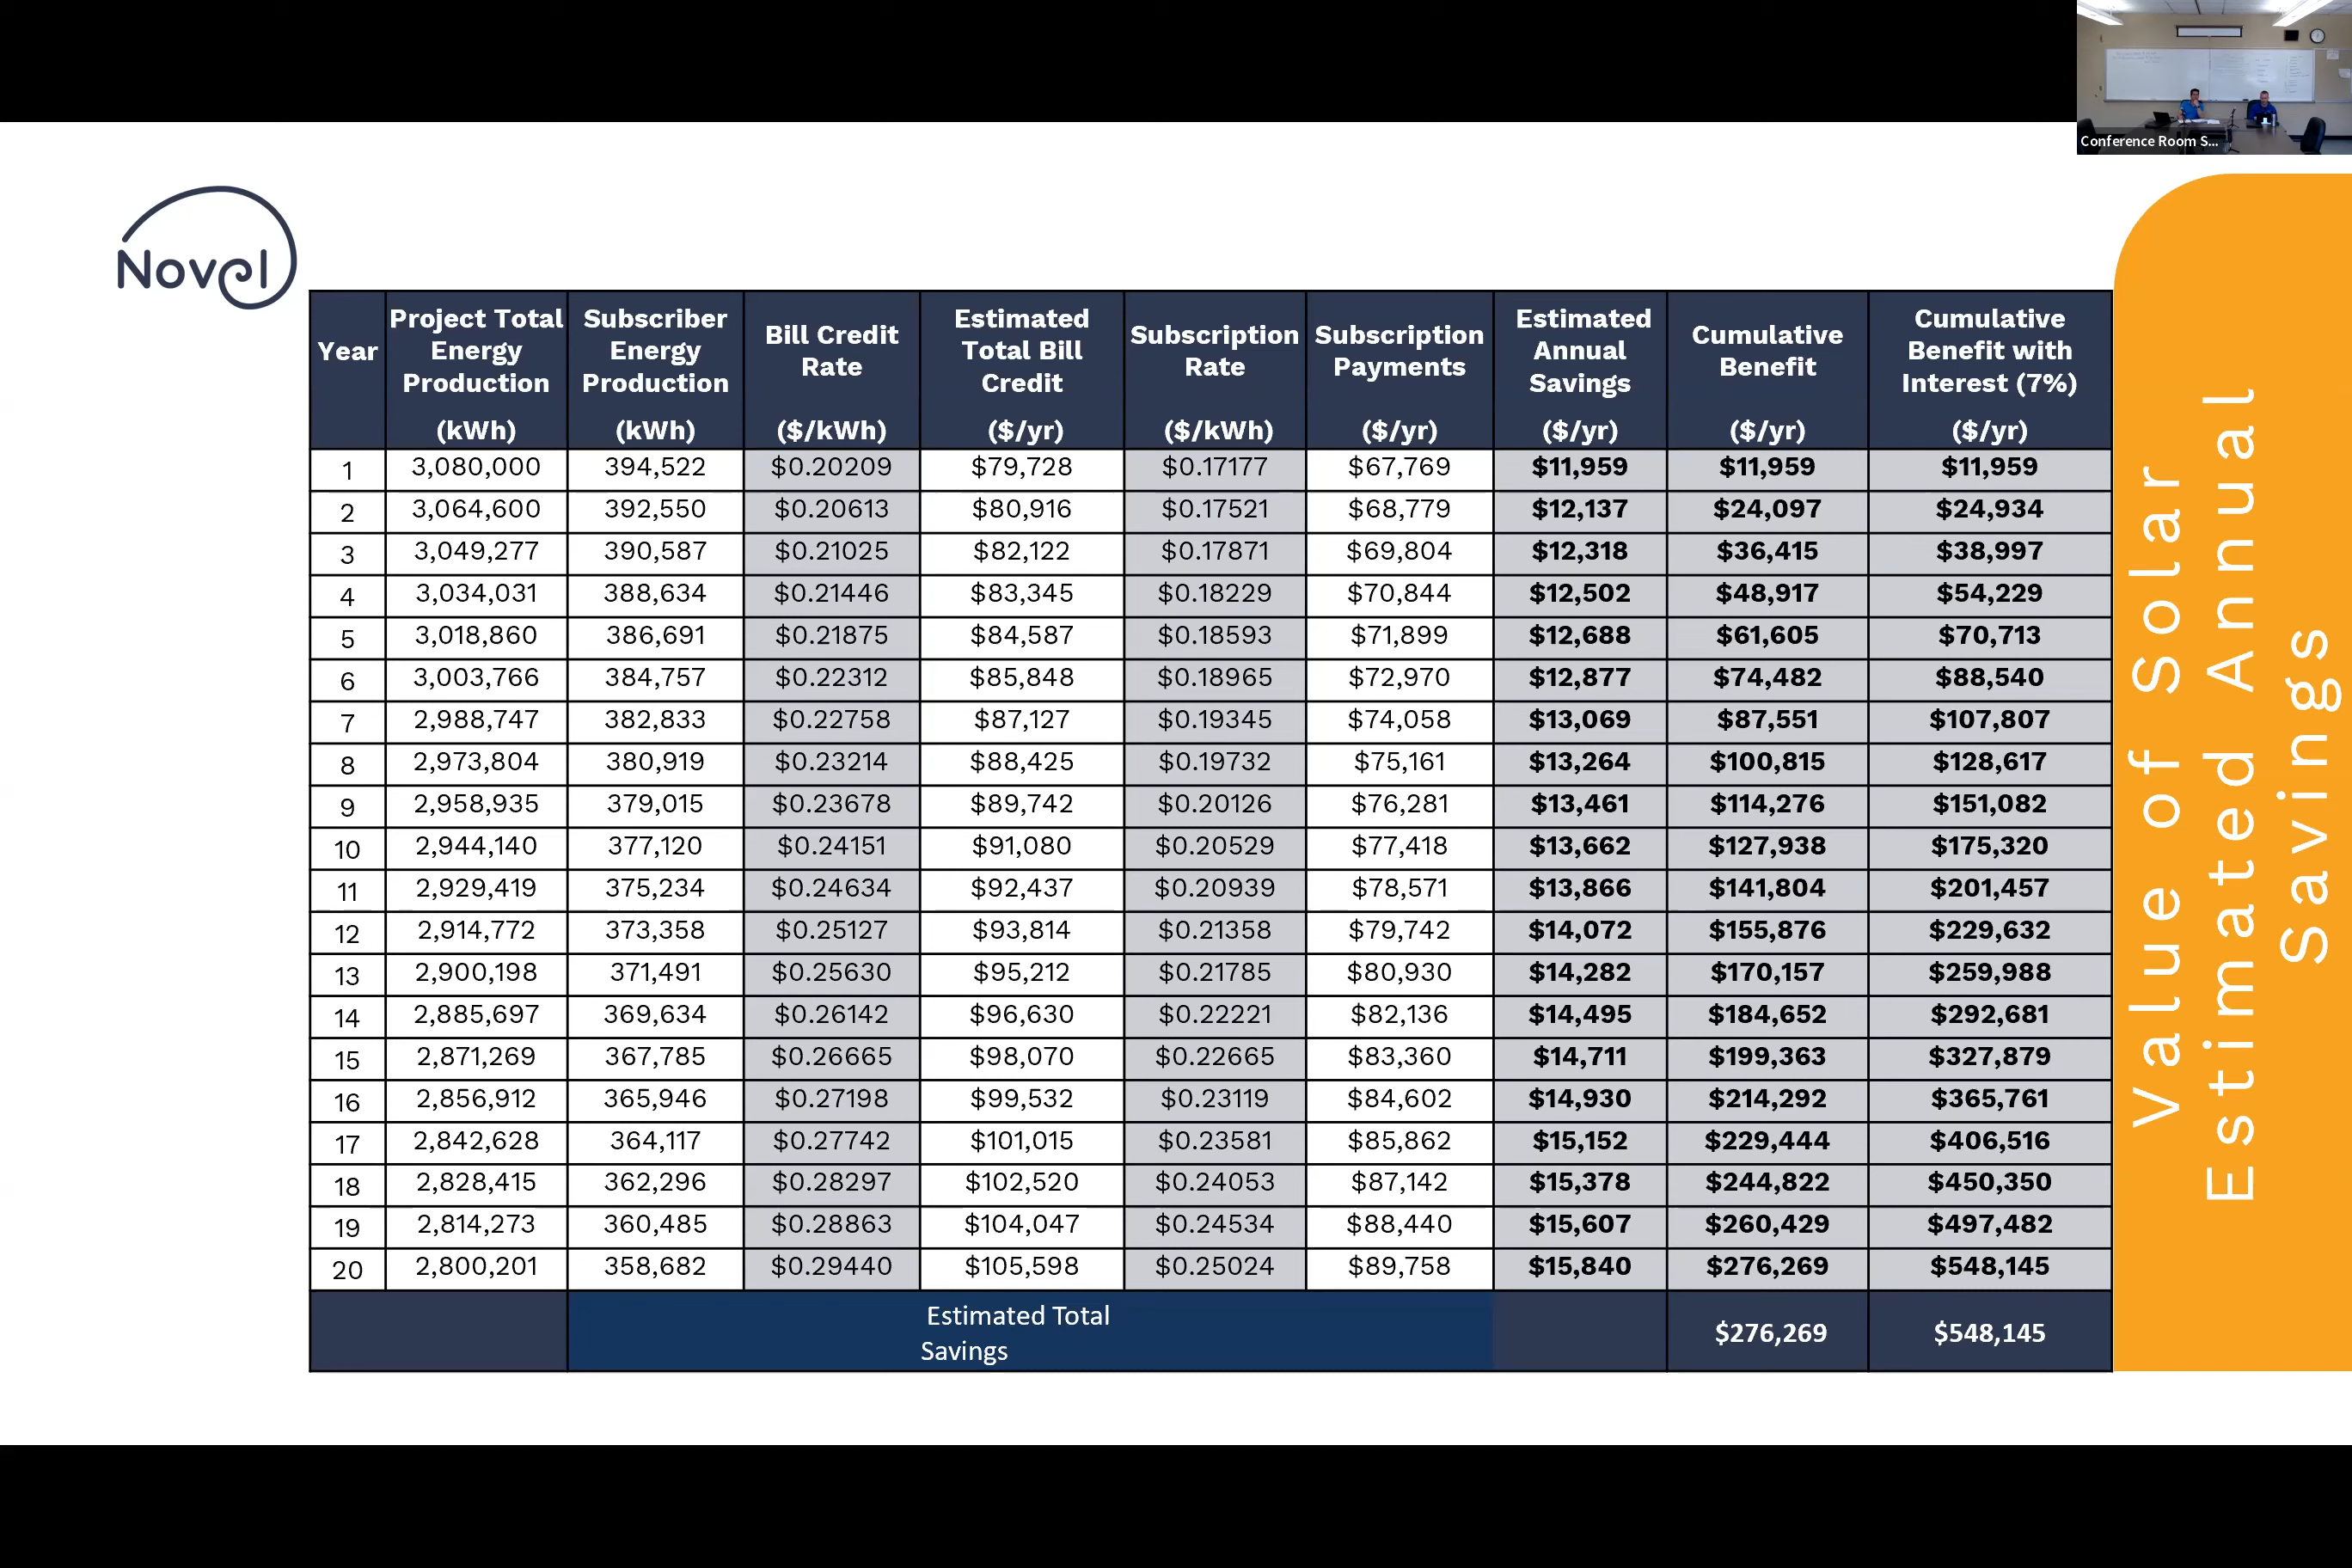 Conference Room S...
Novel
Year | Project Total Energy Production (kWh) | Subscriber Energy Production (kWh) | Bill Credit Rate ($/kWh) | Estimated Total Bill Credit ($/yr) | Subscription Rate ($/kWh) | Subscription Payments ($/yr) | Estimated Annual Savings ($/yr) | Cumulative Benefit ($/yr) | Cumulative Benefit with Interest (7%) ($/yr)
1 3,080,000 394,522 $0.20209 $79,728 $0.17177 $67,769 $11,959 $11,959 $11,959
2 3,064,600 392,550 $0.20613 $80,916 $0.17521 $68,779 $12,137 $24,097 $24,934
3 3,049,277 390,587 $0.21025 $82,122 $0.17871 $69,804 $12,318 $36,415 $38,997
4 3,034,031 388,634 $0.21446 $83,345 $0.18229 $70,844 $12,502 $48,917 $54,229
5 3,018,860 386,691 $0.21875 $84,587 $0.18593 $71,899 $12,688 $61,605 $70,713
6 3,003,766 384,757 $0.22312 $85,848 $0.18965 $72,970 $12,877 $74,482 $88,540
7 2,988,747 382,833 $0.22758 $87,127 $0.19345 $74,058 $13,069 $87,551 $107,807
8 2,973,804 380,919 $0.23214 $88,425 $0.19732 $75,161 $13,264 $100,815 $128,617
9 2,958,935 379,015 $0.23678 $89,742 $0.20126 $76,281 $13,461 $114,276 $151,082
10 2,944,140 377,120 $0.24151 $91,080 $0.20529 $77,418 $13,662 $127,938 $175,320
11 2,929,419 375,234 $0.24634 $92,437 $0.20939 $78,571 $13,866 $141,804 $201,457
12 2,914,772 373,358 $0.25127 $93,814 $0.21358 $79,742 $14,072 $155,876 $229,632
13 2,900,198 371,491 $0.25630 $95,212 $0.21785 $80,930 $14,282 $170,157 $259,988
14 2,885,697 369,634 $0.26142 $96,630 $0.22221 $82,136 $14,495 $184,652 $292,681
15 2,871,269 367,785 $0.26665 $98,070 $0.22665 $83,360 $14,711 $199,363 $327,879
16 2,856,912 365,946 $0.27198 $99,532 $0.23119 $84,602 $14,930 $214,292 $365,761
17 2,842,628 364,117 $0.27742 $101,015 $0.23581 $85,862 $15,152 $229,444 $406,516
18 2,828,415 362,296 $0.28297 $102,520 $0.24053 $87,142 $15,378 $244,822 $450,350
19 2,814,273 360,485 $0.28863 $104,047 $0.24534 $88,440 $15,607 $260,429 $497,482
20 2,800,201 358,682 $0.29440 $105,598 $0.25024 $89,758 $15,840 $276,269 $548,145
Estimated Total
Savings
$276,269 $548,145
Value of Solar
Estimated Annual
Savings